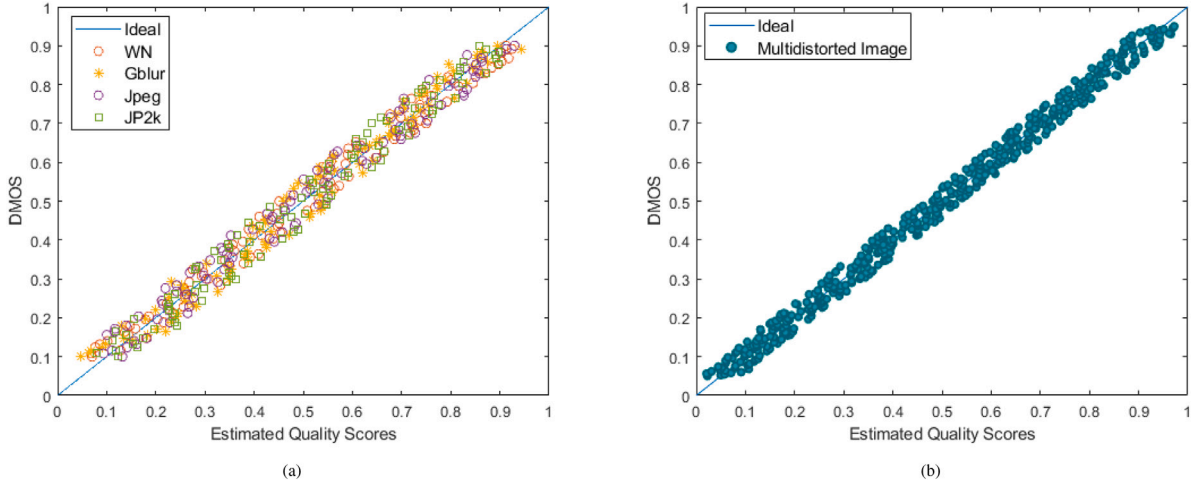 Ideal
WN
Gblur
Jpeg
JP2k
1
0.9
0.8
0.7
0.6
0.5
0.4
0.3
0.2
0.1
0
DMOS
0 0.1 0.2 0.3 0.4 0.5 0.6 0.7 0.8 0.9 1
Estimated Quality Scores
(a)
Ideal
Multidistorted Image
1
0.9
0.8
0.7
0.6
0.5
0.4
0.3
0.2
0.1
0
DMOS
0 0.1 0.2 0.3 0.4 0.5 0.6 0.7 0.8 0.9 1
Estimated Quality Scores
(b)